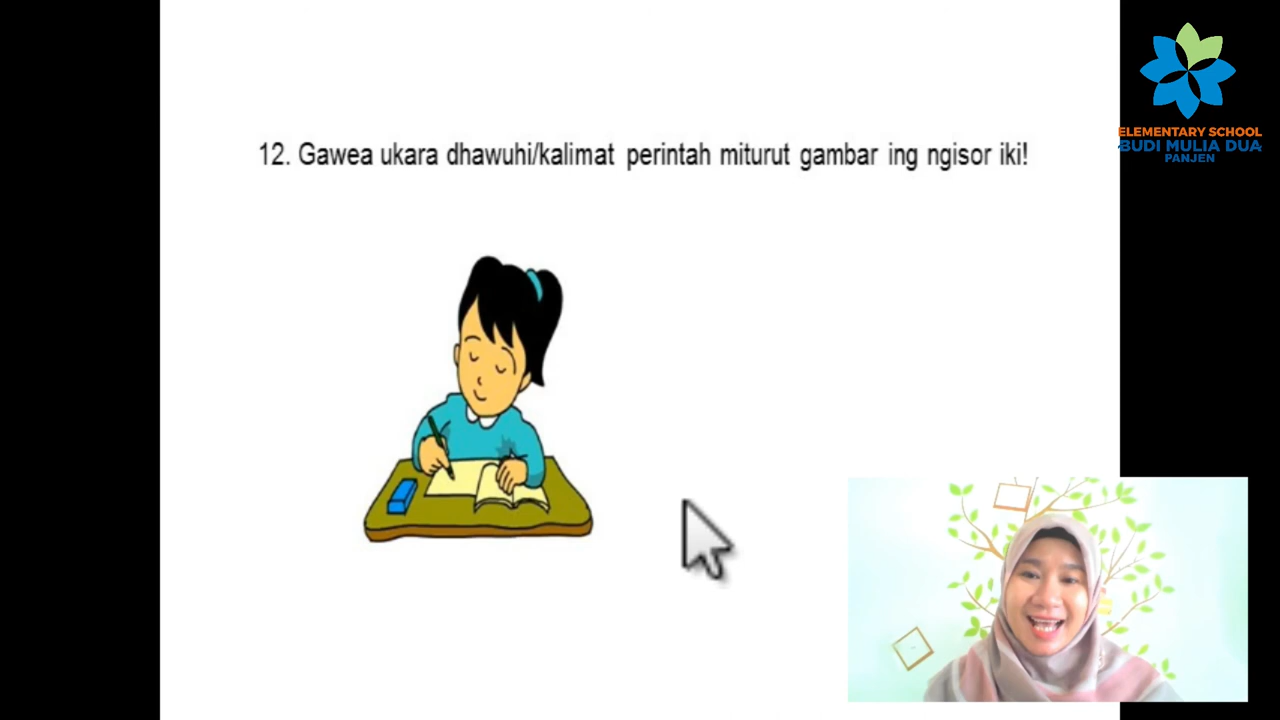 12. Gawea ukara dhawuhi/kalimat perintah miturut gambar ing ngisor iki!
ELEMENTARY SCHOOL
BUDI MULIA DUA
PANJEN